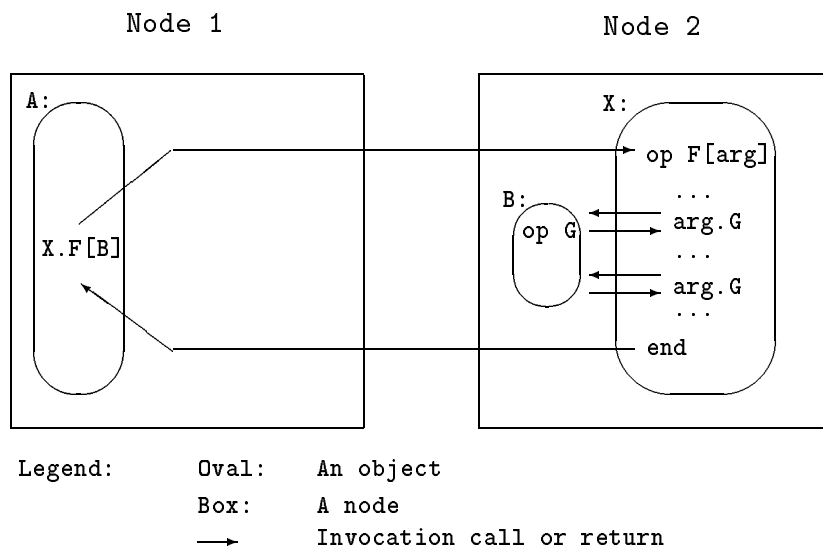 Node 1
Node 2
A:
X:
op F[arg]
...
B:
arg.G
op G
X.F[B]
...
arg.G
...
end
Legend: Oval: An object
Box: A node
Invocation call or return